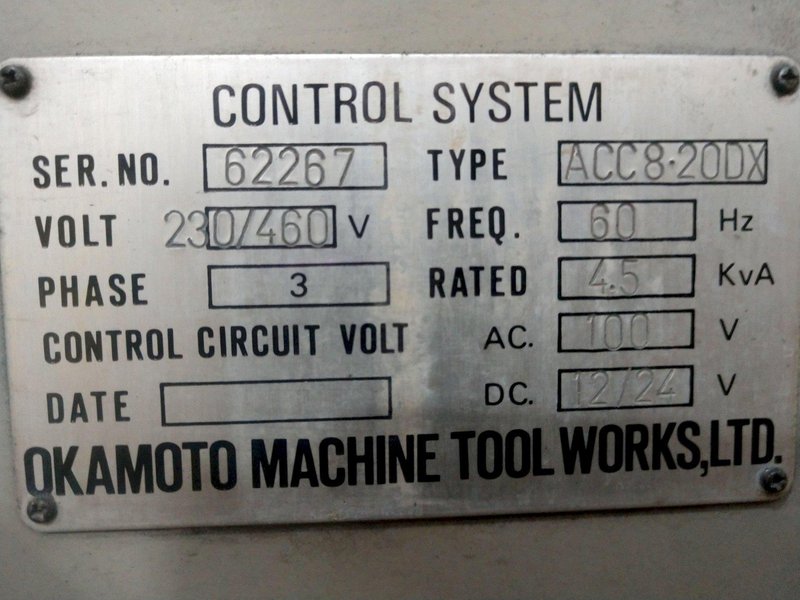 CONTROL SYSTEM
SER. NO. 62267 TYPE ACC8·20DX
VOLT 230/460 V FREQ. 60 Hz
PHASE 3 RATED 4.5 KvA
CONTROL CIRCUIT VOLT AC. 100 V
DATE DC. 12/24 V
OKAMOTO MACHINE TOOL WORKS,LTD.